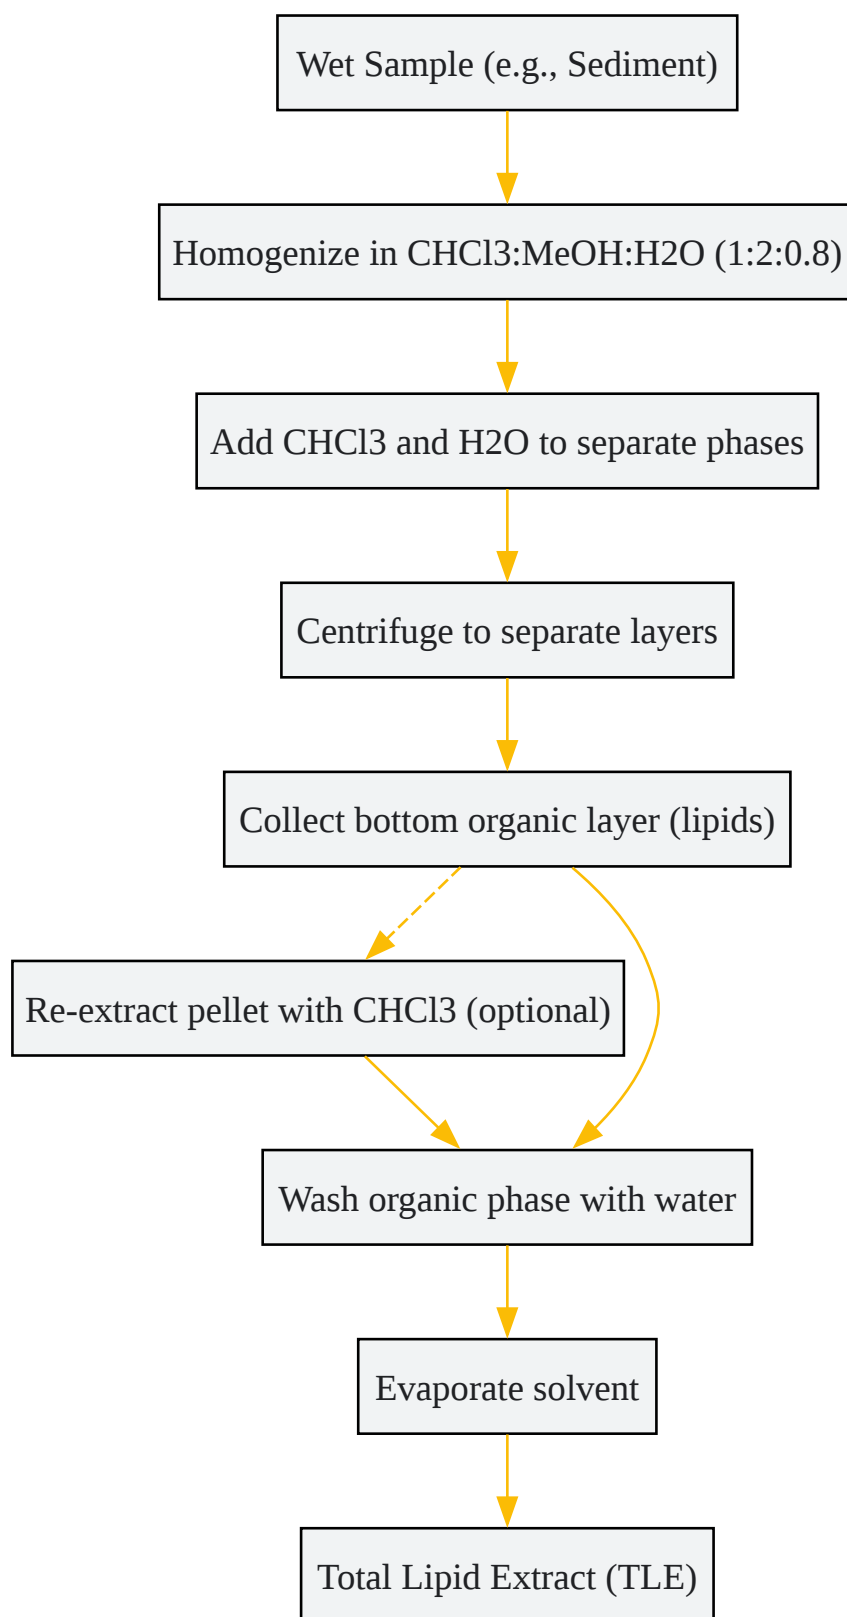 Wet Sample (e.g., Sediment)
Homogenize in CHCl3:MeOH:H2O (1:2:0.8)
Add CHCl3 and H2O to separate phases
Centrifuge to separate layers
Collect bottom organic layer (lipids)
Re-extract pellet with CHCl3 (optional)
Wash organic phase with water
Evaporate solvent
Total Lipid Extract (TLE)